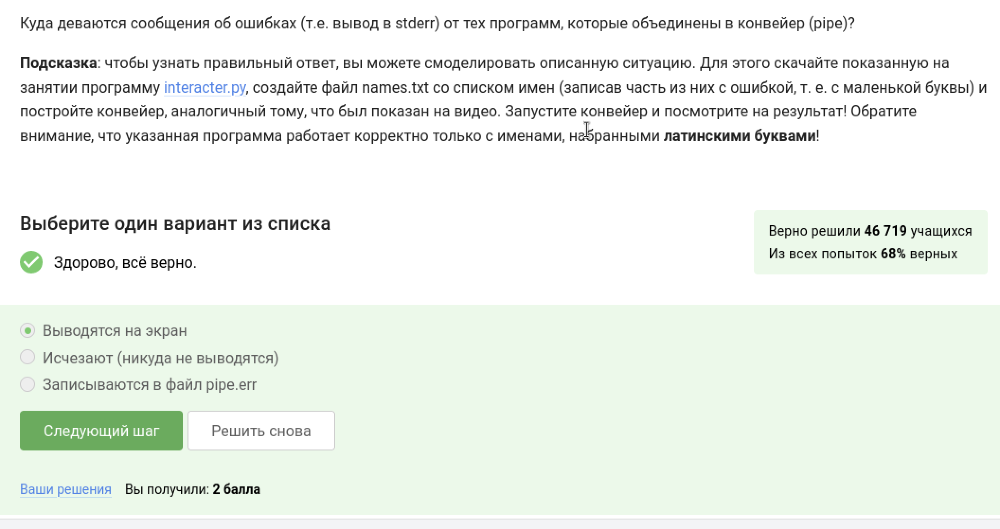 Куда деваются сообщения об ошибках (т.е. вывод в stderr) от тех программ, которые объединены в конвейер (pipe)?
Подсказка: чтобы узнать правильный ответ, вы можете смоделировать описанную ситуацию. Для этого скачайте показанную на
занятии программу interacter.py, создайте файл names.txt со списком имен (записав часть из них с ошибкой, т. е. с маленькой буквы) и
постройте конвейер, аналогичный тому, что был показан на видео. Запустите конвейер и посмотрите на результат! Обратите
внимание, что указанная программа работает корректно только с именами, набранными латинскими буквами!
Выберите один вариант из списка
Верно решили 46 719 учащихся
Из всех попыток 68% верных
Здорово, всё верно.
Выводятся на экран
Исчезают (никуда не выводятся)
Записываются в файл pipe.err
Следующий шаг
Решить снова
Ваши решения Вы получили: 2 балла